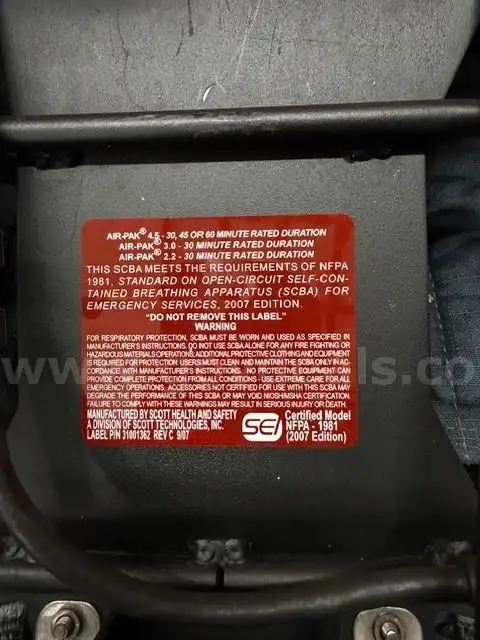 AIR-PAK® 4.5 - 30, 45 OR 60 MINUTE RATED DURATION
AIR-PAK® 3.0 - 30 MINUTE RATED DURATION
AIR-PAK® 2.2 - 30 MINUTE RATED DURATION
THIS SCBA MEETS THE REQUIREMENTS OF NFPA
1981, STANDARD ON OPEN-CIRCUIT SELF-CON-
TAINED BREATHING APPARATUS (SCBA) FOR
EMERGENCY SERVICES, 2007 EDITION.
"DO NOT REMOVE THIS LABEL"
WARNING
FOR RESPIRATORY PROTECTION, SCBA MUST BE WORN AND USED AS SPECIFIED IN
MANUFACTURER'S INSTRUCTIONS. DO NOT USE SCBA ALONE FOR ANY FIRE FIGHTING OR
HAZARDOUS MATERIALS OPERATIONS; ADDITIONAL PROTECTIVE CLOTHING AND EQUIPMENT
IS REQUIRED FOR PROTECTION. USERS MUST CLEAN AND MAINTAIN THE SCBA ONLY IN AC-
CORDANCE WITH MANUFACTURER'S INSTRUCTIONS. NO PROTECTIVE EQUIPMENT CAN
PROVIDE COMPLETE PROTECTION FROM ALL CONDITIONS - USE EXTREME CARE FOR ALL
EMERGENCY OPERATIONS. ACCESSORIES NOT CERTIFIED FOR USE WITH THIS SCBA MAY
DEGRADE THE PERFORMANCE OF THIS SCBA OR MAY VOID NIOSH/MSHA CERTIFICATION.
FAILURE TO COMPLY WITH THESE WARNINGS MAY RESULT IN SERIOUS INJURY OR DEATH.
MANUFACTURED BY SCOTT HEALTH AND SAFETY
A DIVISION OF SCOTT TECHNOLOGIES, INC.
LABEL P/N 31001362 REV C 9/07
SEI
Certified Model
NFPA - 1981
(2007 Edition)